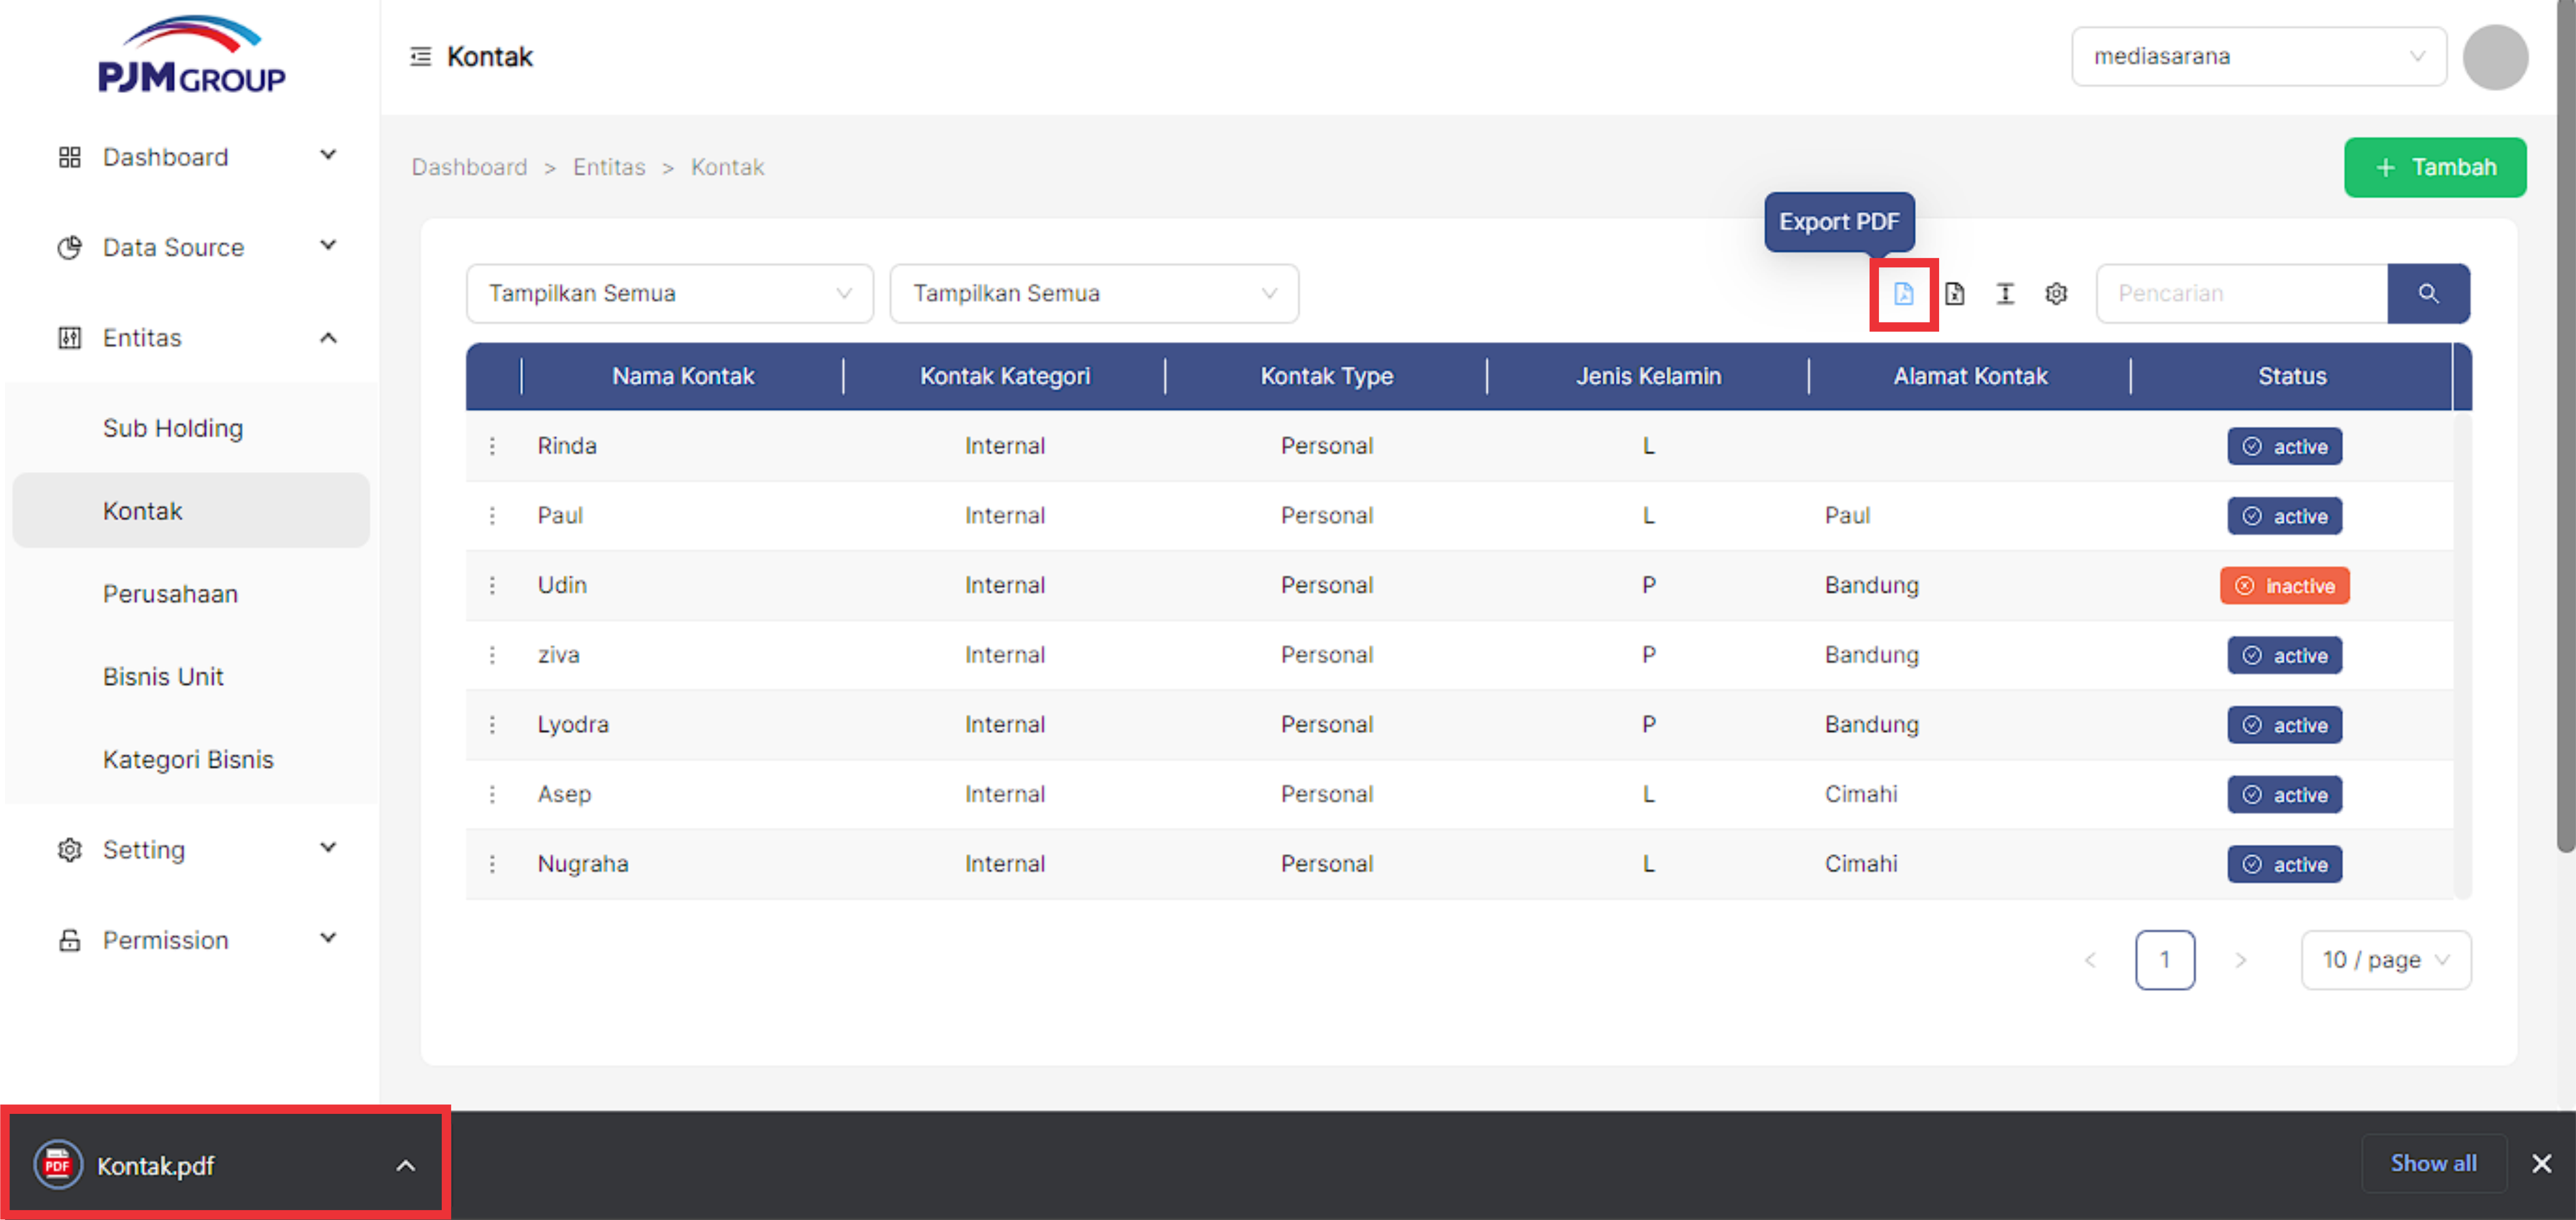 PJM GROUP
Kontak
mediasarana
Dashboard
Data Source
Entitas
Sub Holding
Kontak
Perusahaan
Bisnis Unit
Kategori Bisnis
Setting
Permission
Dashboard > Entitas > Kontak
+ Tambah
Export PDF
Tampilkan Semua
Tampilkan Semua
Pencarian
Nama Kontak Kontak Kategori Kontak Type Jenis Kelamin Alamat Kontak Status
Rinda Internal Personal L active
Paul Internal Personal L Paul active
Udin Internal Personal P Bandung inactive
ziva Internal Personal P Bandung active
Lyodra Internal Personal P Bandung active
Asep Internal Personal L Cimahi active
Nugraha Internal Personal L Cimahi active
< 1 > 10 / page
PDF
Kontak.pdf
Show all